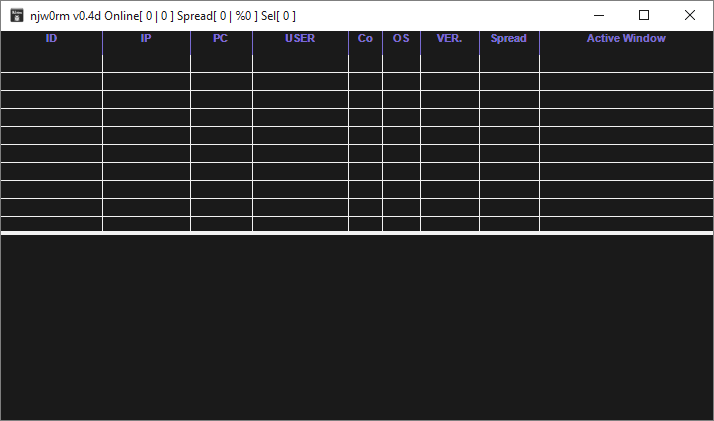 njw0rm v0.4d Online[ 0 | 0 ] Spread[ 0 | %0 ] Sel[ 0 ]
ID IP PC USER Co OS VER. Spread Active Window